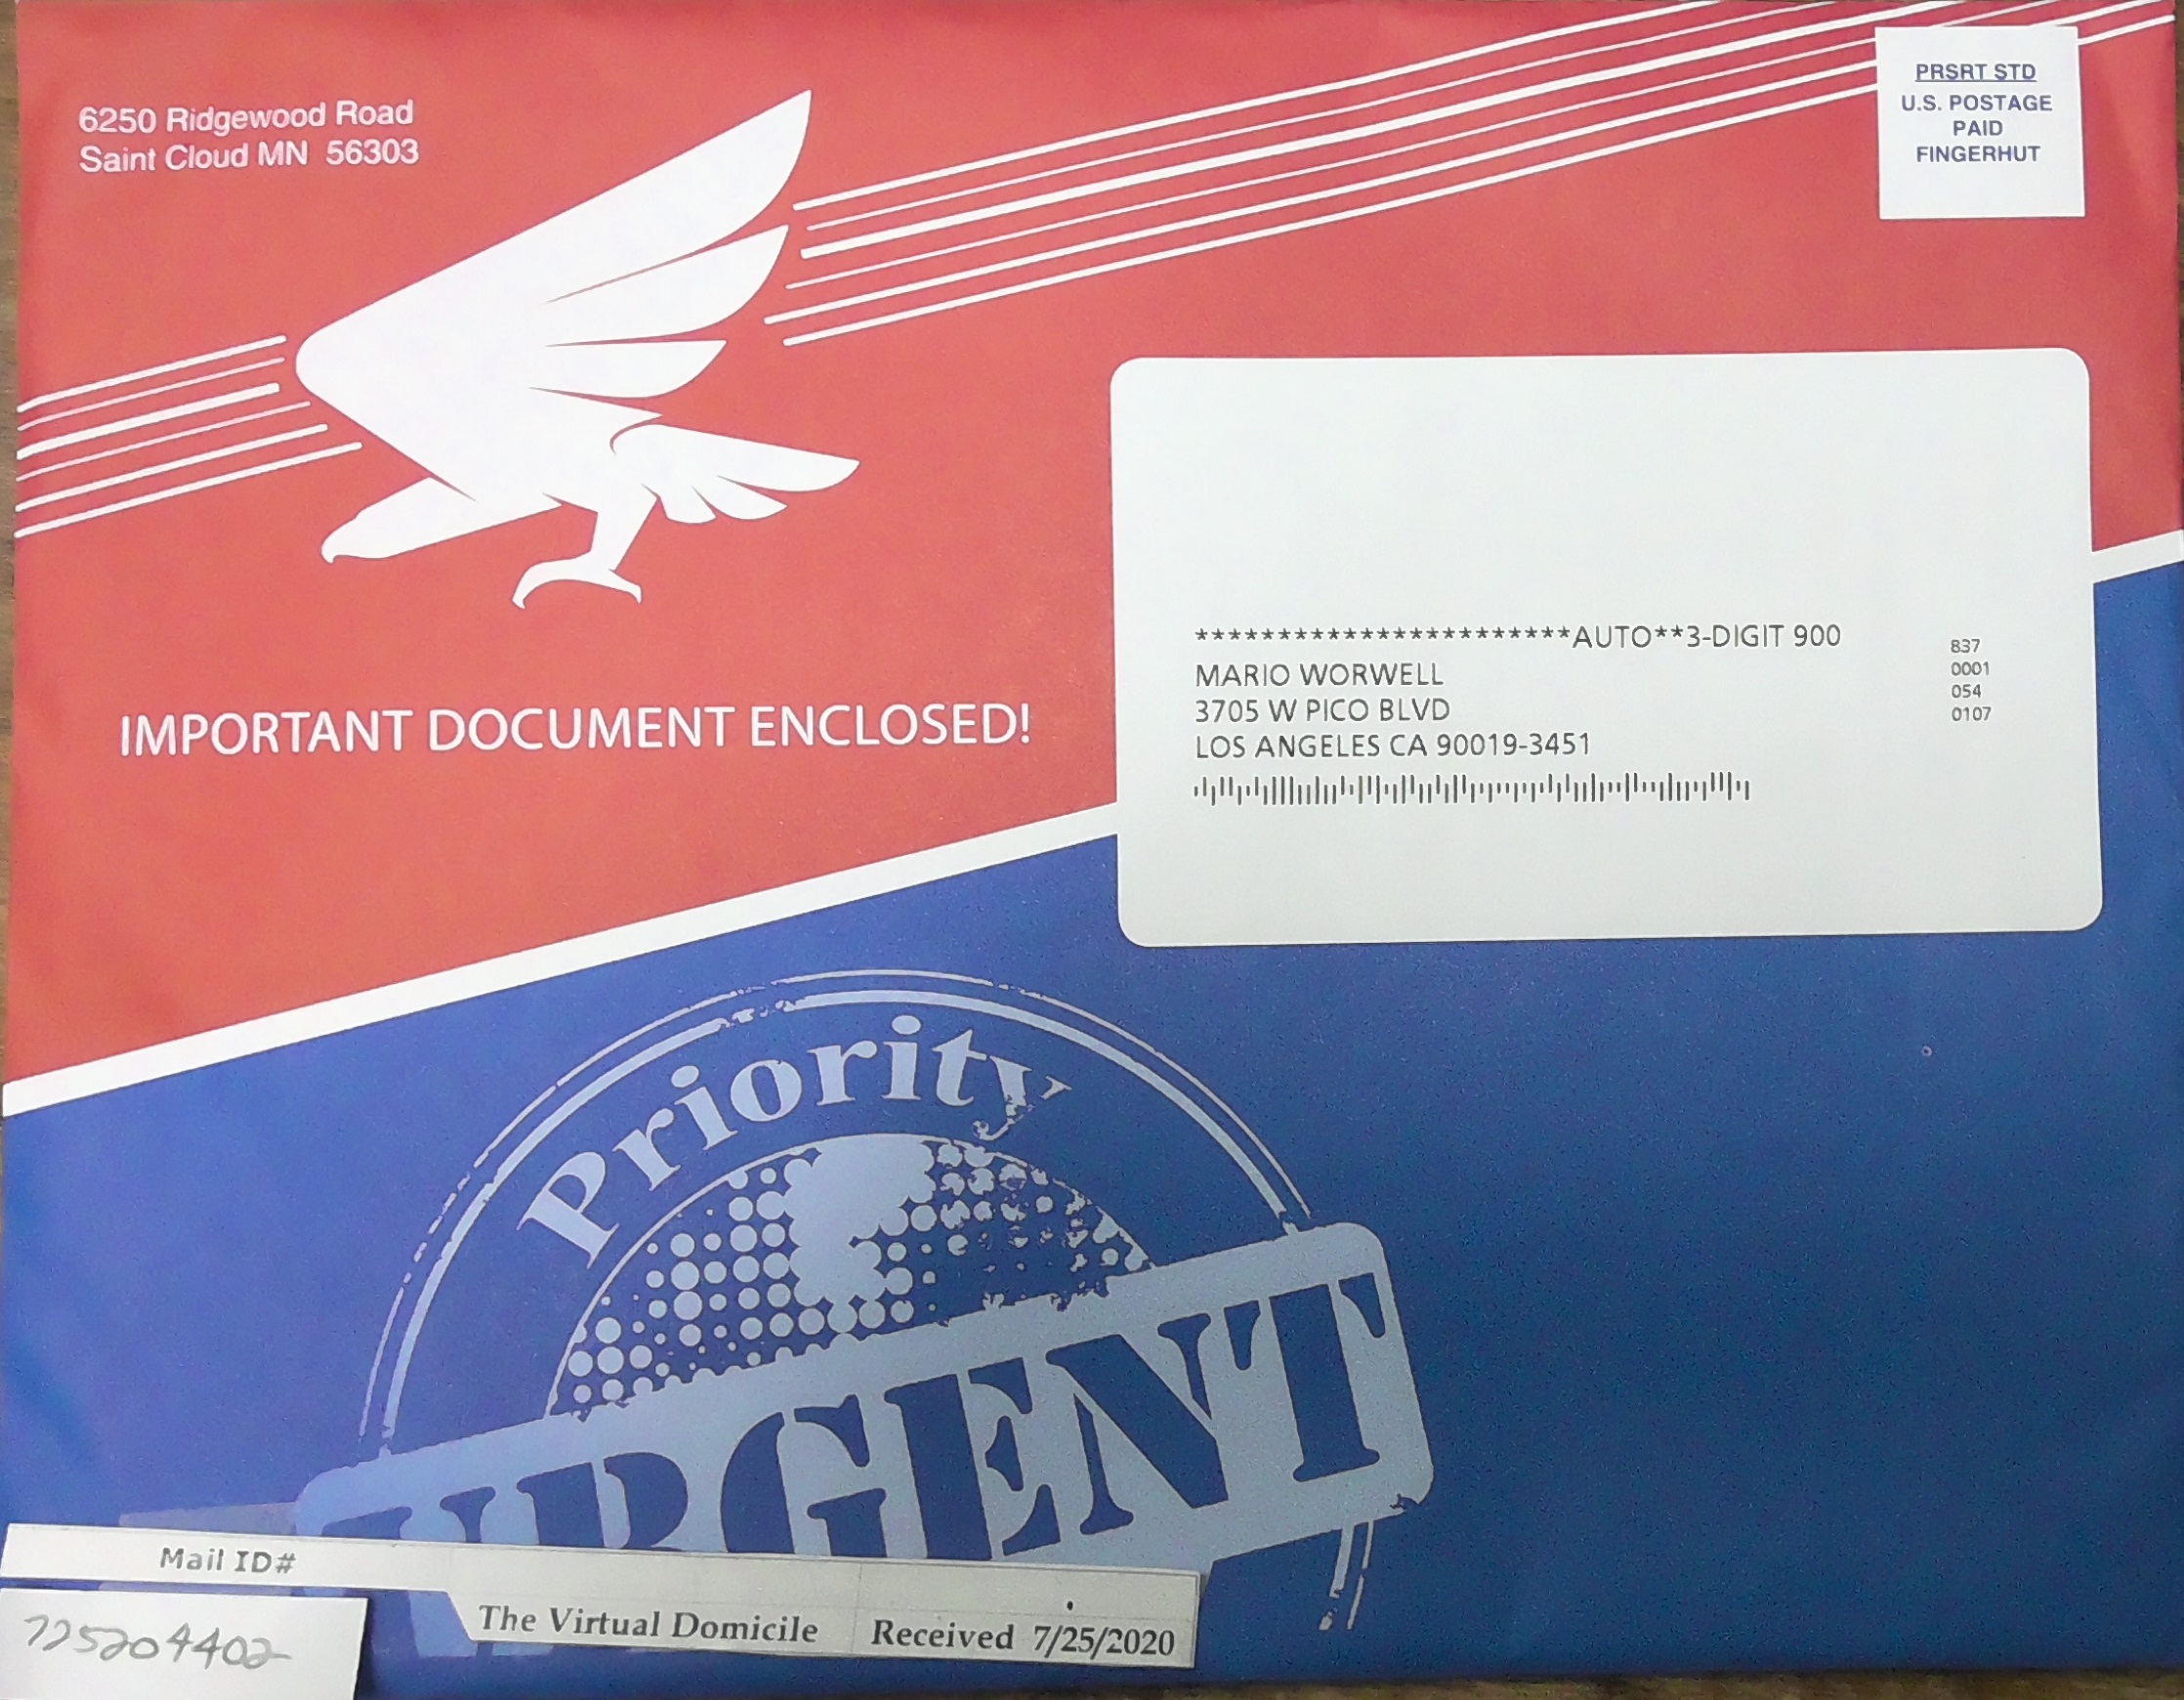 6250 Ridgewood Road
Saint Cloud MN 56303
PRSRT STD
U.S. POSTAGE
PAID
FINGERHUT
IMPORTANT DOCUMENT ENCLOSED!
***********************AUTO**3-DIGIT 900
MARIO WORWELL
3705 W PICO BLVD
LOS ANGELES CA 90019-3451
837
0001
054
0107
Priority
URGENT
Mail ID#
725204402
The Virtual Domicile Received 7/25/2020